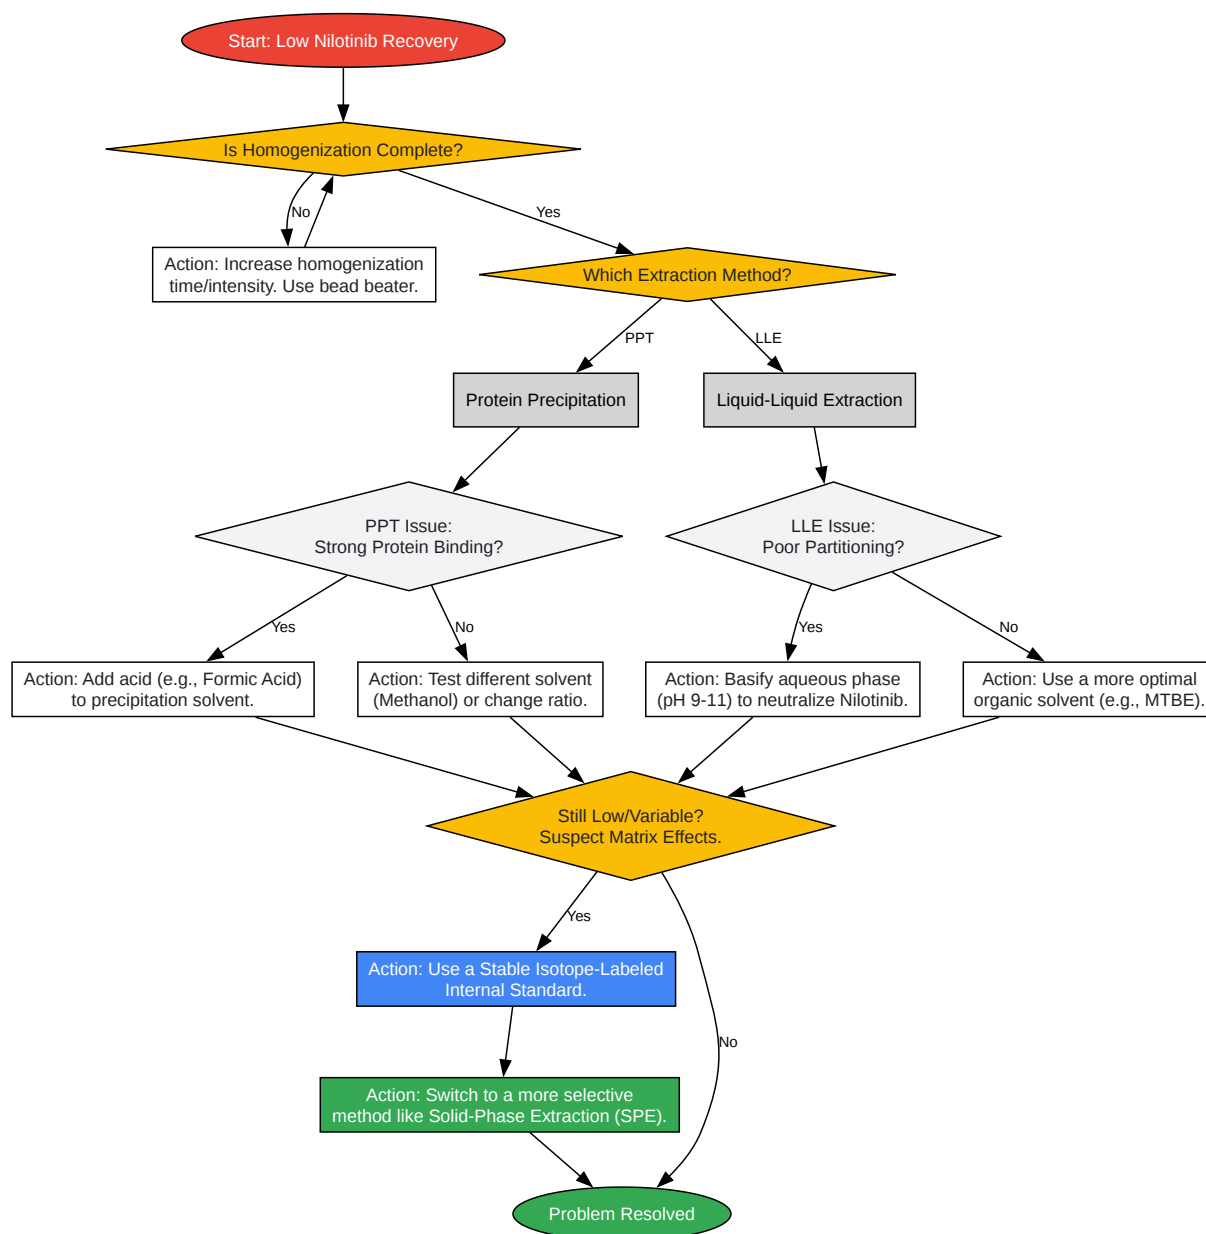 Start: Low Nilotinib Recovery
Is Homogenization Complete?
No
Yes
Action: Increase homogenization
time/intensity. Use bead beater.
Which Extraction Method?
PPT
LLE
Protein Precipitation
Liquid-Liquid Extraction
PPT Issue:
Strong Protein Binding?
LLE Issue:
Poor Partitioning?
Yes
No
Yes
No
Action: Add acid (e.g., Formic Acid)
to precipitation solvent.
Action: Test different solvent
(Methanol) or change ratio.
Action: Basify aqueous phase
(pH 9-11) to neutralize Nilotinib.
Action: Use a more optimal
organic solvent (e.g., MTBE).
Still Low/Variable?
Suspect Matrix Effects.
Yes
Action: Use a Stable Isotope-Labeled
Internal Standard.
No
Action: Switch to a more selective
method like Solid-Phase Extraction (SPE).
Problem Resolved